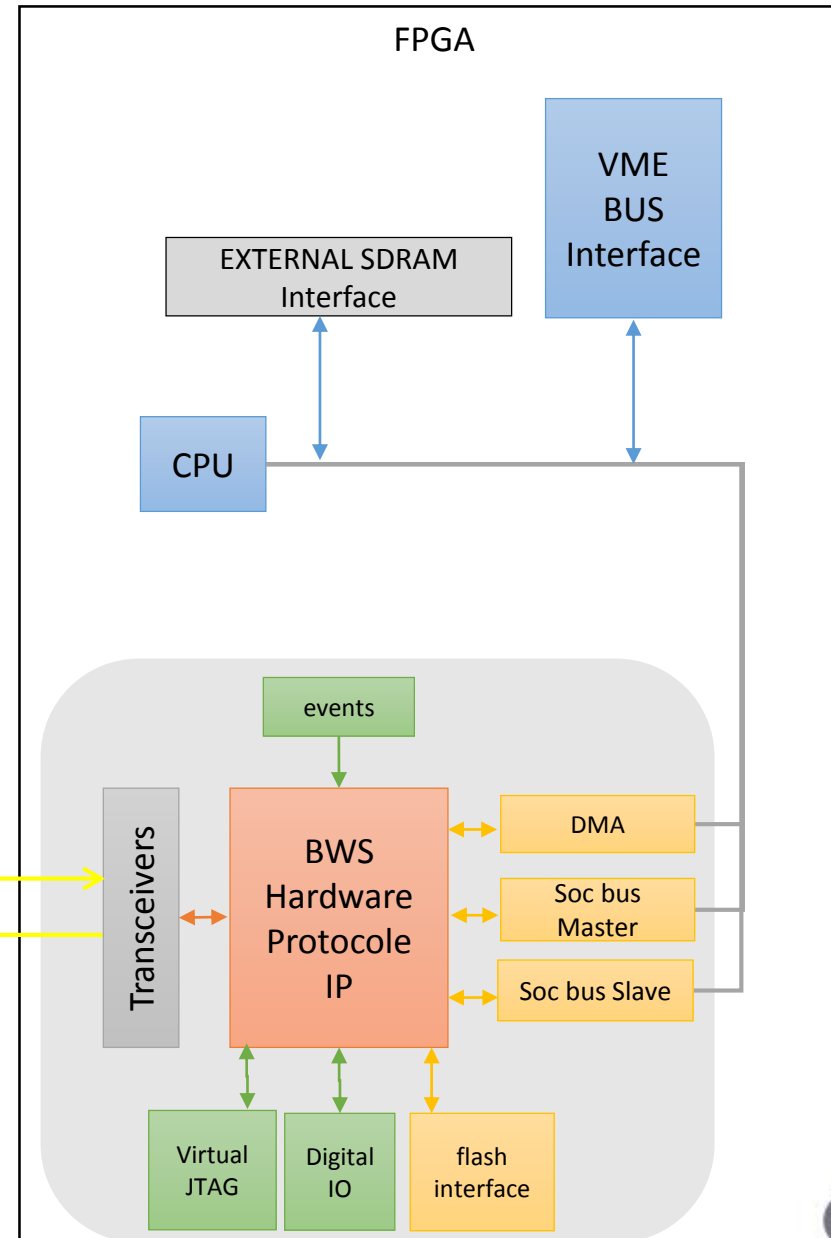 FPGA
VME
BUS
Interface
EXTERNAL SDRAM
Interface
CPU
events
Transceivers
BWS
Hardware
Protocole
IP
DMA
Soc bus
Master
Soc bus Slave
Virtual
JTAG
Digital
IO
flash
interface